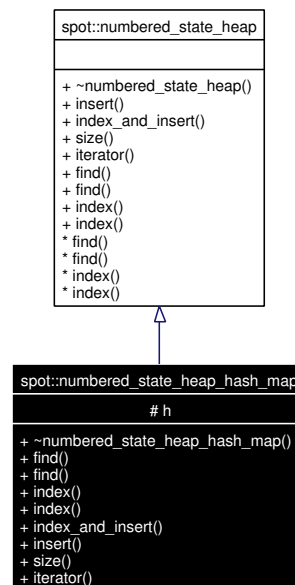 spot::numbered_state_heap
+ ~numbered_state_heap()
+ insert()
+ index_and_insert()
+ size()
+ iterator()
+ find()
+ find()
+ index()
+ index()
* find()
* find()
* index()
* index()
spot::numbered_state_heap_hash_map
# h
+ ~numbered_state_heap_hash_map()
+ find()
+ find()
+ index()
+ index()
+ index_and_insert()
+ insert()
+ size()
+ iterator()